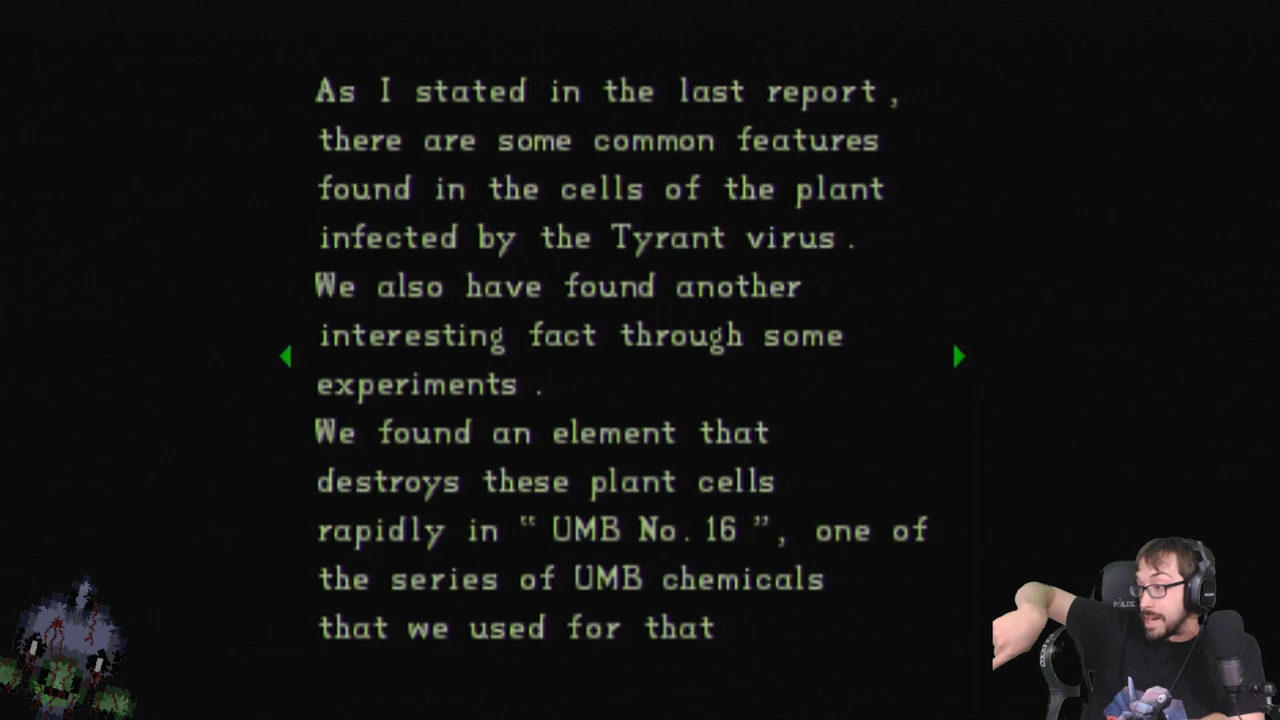 As I stated in the last report,
there are some common features
found in the cells of the plant
infected by the Tyrant virus.
We also have found another
interesting fact through some
experiments.
We found an element that
destroys these plant cells
rapidly in “UMB No.16”, one of
the series of UMB chemicals
that we used for that